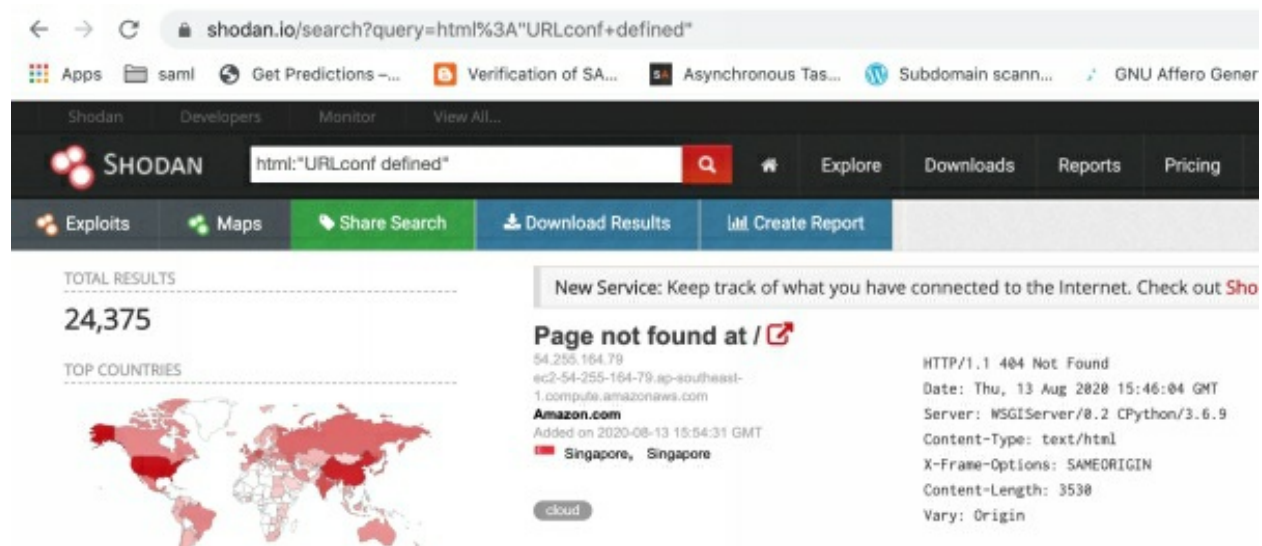 shodan.io/search?query=html%3A"URLconf+defined"
Apps saml Get Predictions –... Verification of SA... Asynchronous Tas... Subdomain scann... GNU Affero Gener
Shodan Developers Monitor View All...
SHODAN html:"URLconf defined" Explore Downloads Reports Pricing
Exploits Maps Share Search Download Results Create Report
TOTAL RESULTS
24,375
TOP COUNTRIES
New Service: Keep track of what you have connected to the Internet. Check out Sho
Page not found at /
54.255.164.79
ec2-54-255-164-79.ap-southeast-
1.compute.amazonaws.com
Amazon.com
Added on 2020-08-13 15:54:31 GMT
Singapore, Singapore
cloud
HTTP/1.1 404 Not Found
Date: Thu, 13 Aug 2020 15:46:04 GMT
Server: WSGIServer/0.2 CPython/3.6.9
Content-Type: text/html
X-Frame-Options: SAMEORIGIN
Content-Length: 3530
Vary: Origin